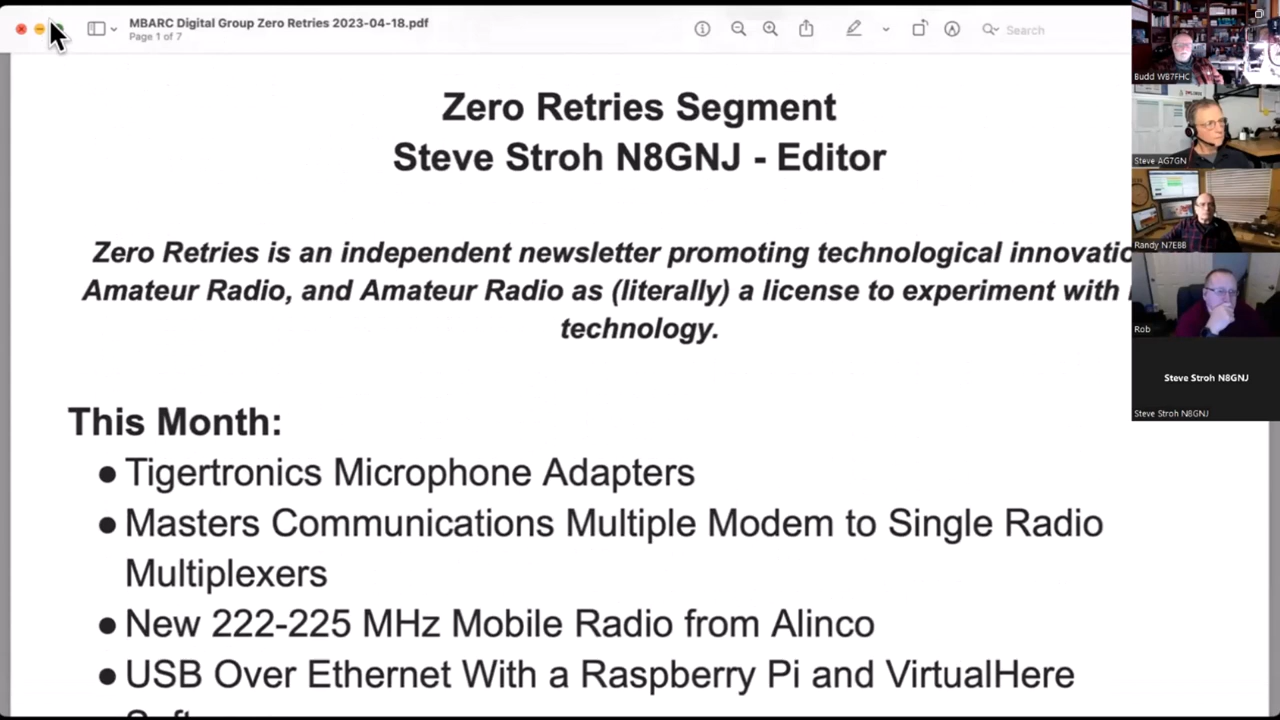 MBARC Digital Group Zero Retries 2023-04-18.pdf
Page 1 of 7
Search
Zero Retries Segment
Steve Stroh N8GNJ - Editor
Zero Retries is an independent newsletter promoting technological
Amateur Radio, and Amateur Radio as (literally) a license to experiment with
technology.
This Month:
● Tigertronics Microphone Adapters
● Masters Communications Multiple Modem to Single Radio
Multiplexers
● New 222-225 MHz Mobile Radio from Alinco
● USB Over Ethernet With a Raspberry Pi and VirtualHere
Budd WB7FHC
Steve AG7GN
Randy N7EBB
Rob
Steve Stroh N8GNJ
Steve Stroh N8GNJ